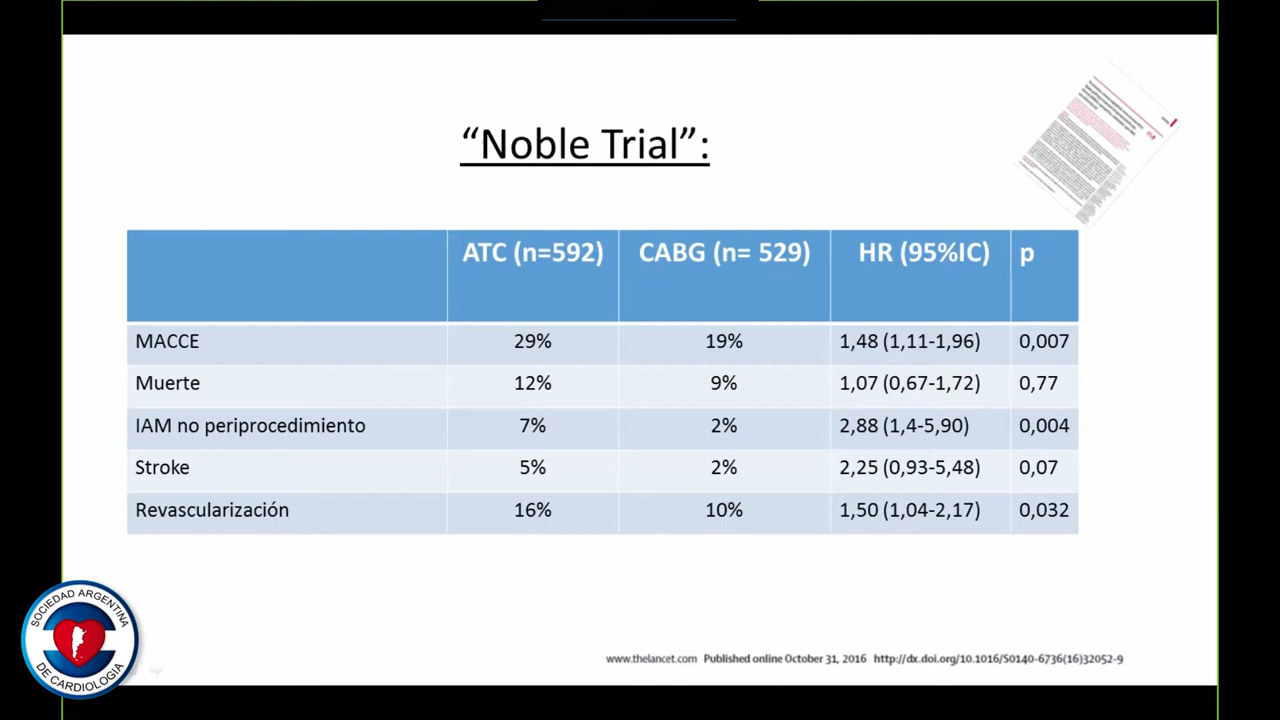 “Noble Trial”:
ATC (n=592) CABG (n= 529) HR (95%IC) p
MACCE 29% 19% 1,48 (1,11-1,96) 0,007
Muerte 12% 9% 1,07 (0,67-1,72) 0,77
IAM no periprocedimiento 7% 2% 2,88 (1,4-5,90) 0,004
Stroke 5% 2% 2,25 (0,93-5,48) 0,07
Revascularización 16% 10% 1,50 (1,04-2,17) 0,032
SOCIEDAD ARGENTINA
DE CARDIOLOGIA
www.thelancet.com Published online October 31, 2016 http://dx.doi.org/10.1016/S0140-6736(16)32052-9